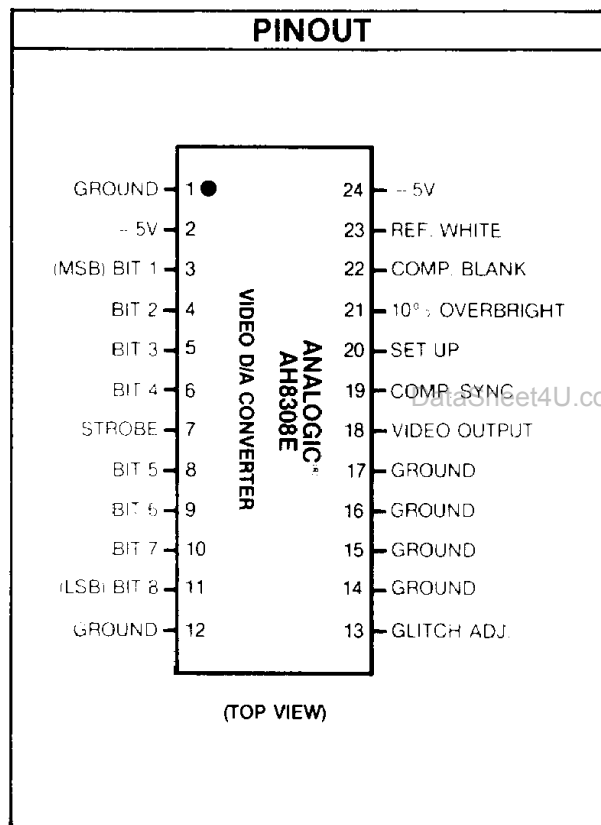 PINOUT
GROUND 1
- 5V 2
(MSB) BIT 1 3
BIT 2 4
BIT 3 5
BIT 4 6
STROBE 7
BIT 5 8
BIT 6 9
BIT 7 10
(LSB) BIT 8 11
GROUND 12
VIDEO D/A CONVERTER
ANALOGIC®
AH8308E
24 - 5V
23 REF. WHITE
22 COMP. BLANK
21 10% OVERBRIGHT
20 SET UP
19 COMP. SYNC
DataSheet4U.co
18 VIDEO OUTPUT
17 GROUND
16 GROUND
15 GROUND
14 GROUND
13 GLITCH ADJ.
(TOP VIEW)